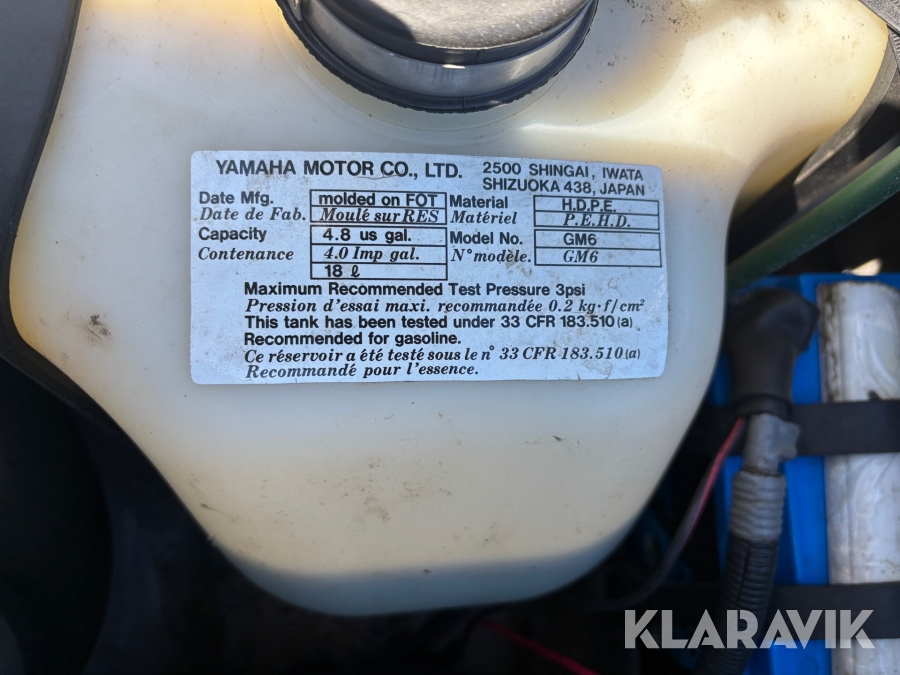 YAMAHA MOTOR CO., LTD. 2500 SHINGAI, IWATA
SHIZUOKA 438, JAPAN
Date Mfg. molded on FOT Material H.D.P.E.
Date de Fab. Moulé sur RES Matériel P.E.H.D.
Capacity 4.8 us gal. Model No. GM6
Contenance 4.0 Imp gal. N° modèle. GM6
18 ℓ
Maximum Recommended Test Pressure 3psi
Pression d'essai maxi. recommandée 0.2 kg·f/cm²
This tank has been tested under 33 CFR 183.510(a)
Recommended for gasoline.
Ce réservoir a été testé sous le n° 33 CFR 183.510(a)
Recommandé pour l'essence.
KLARAVIK